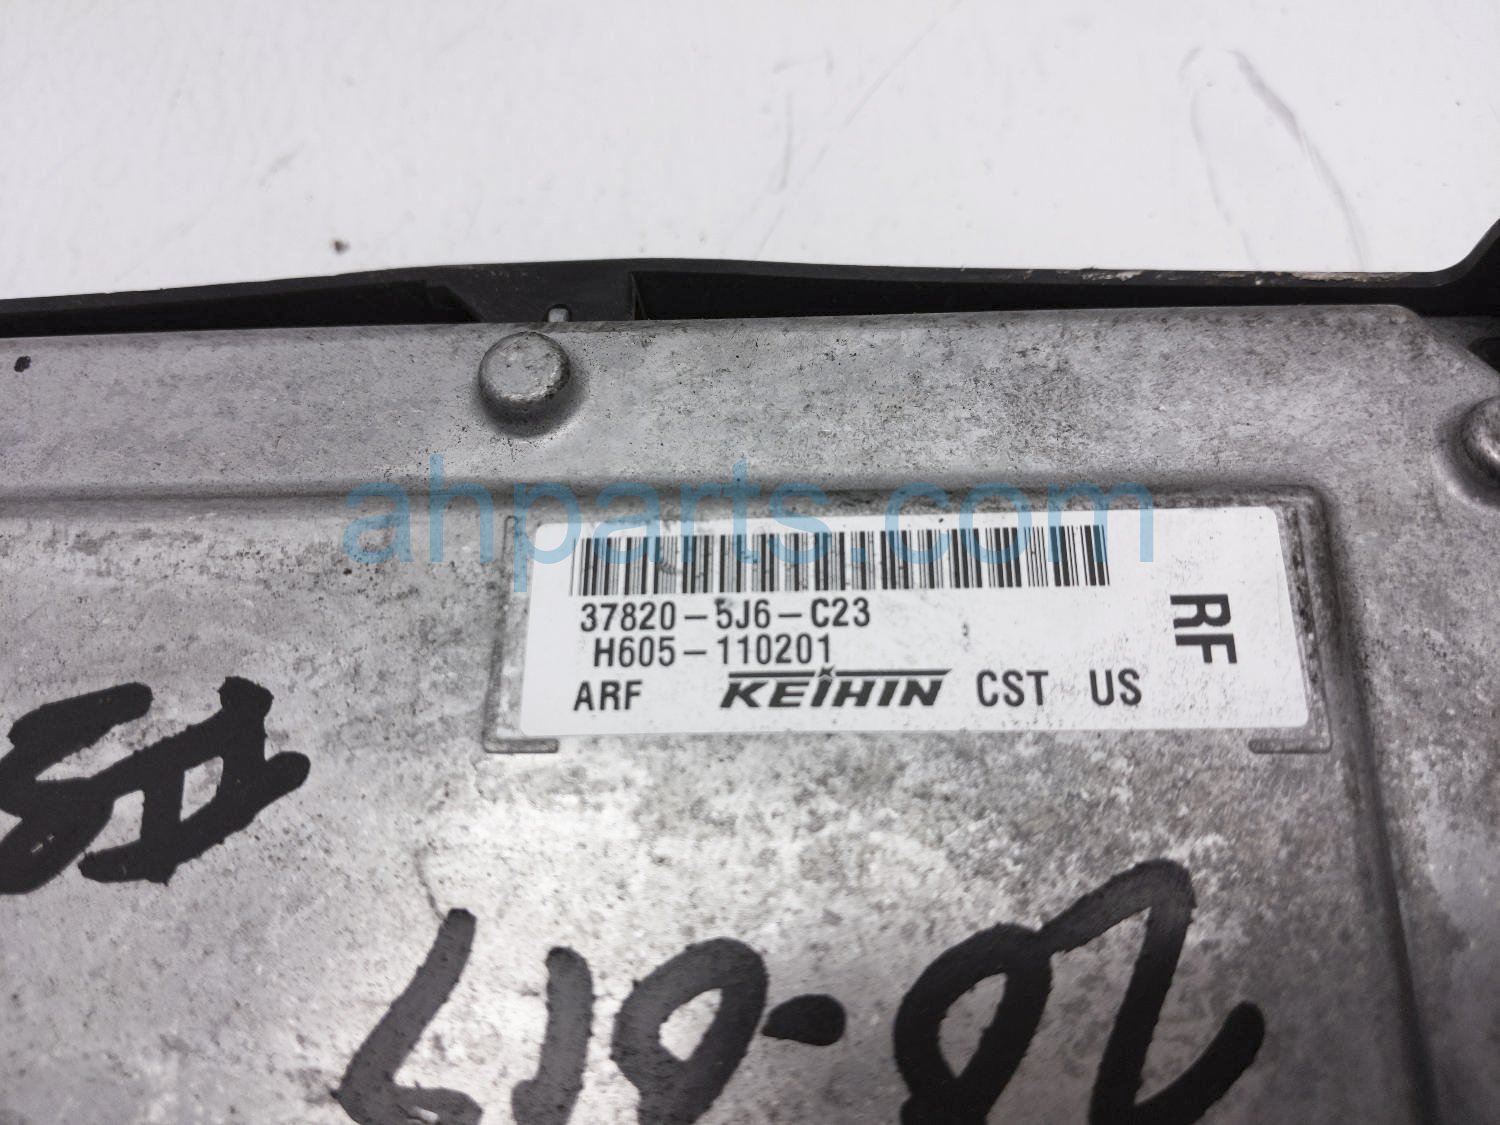 ahparts.com
37820-5J6-C23
H605-110201
ARF KEIHIN CST US
RF